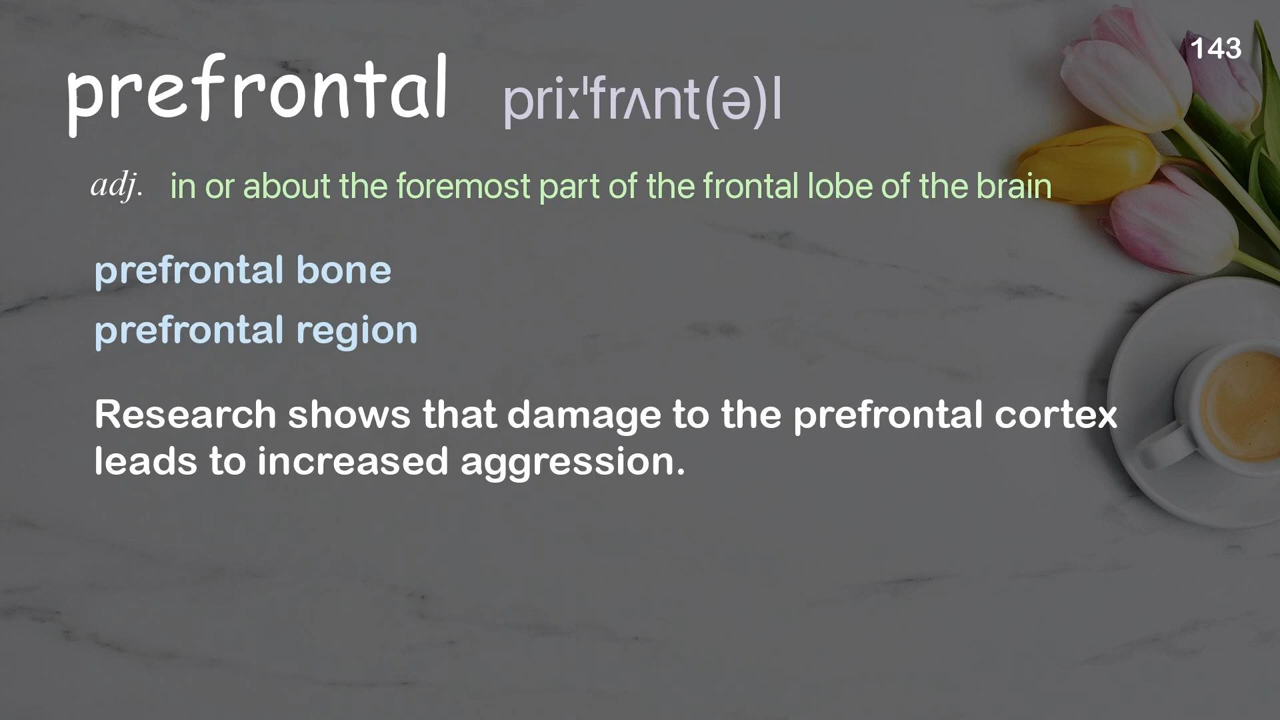 143
prefrontal priːˈfrʌnt(ə)l
adj. in or about the foremost part of the frontal lobe of the brain
prefrontal bone
prefrontal region
Research shows that damage to the prefrontal cortex
leads to increased aggression.